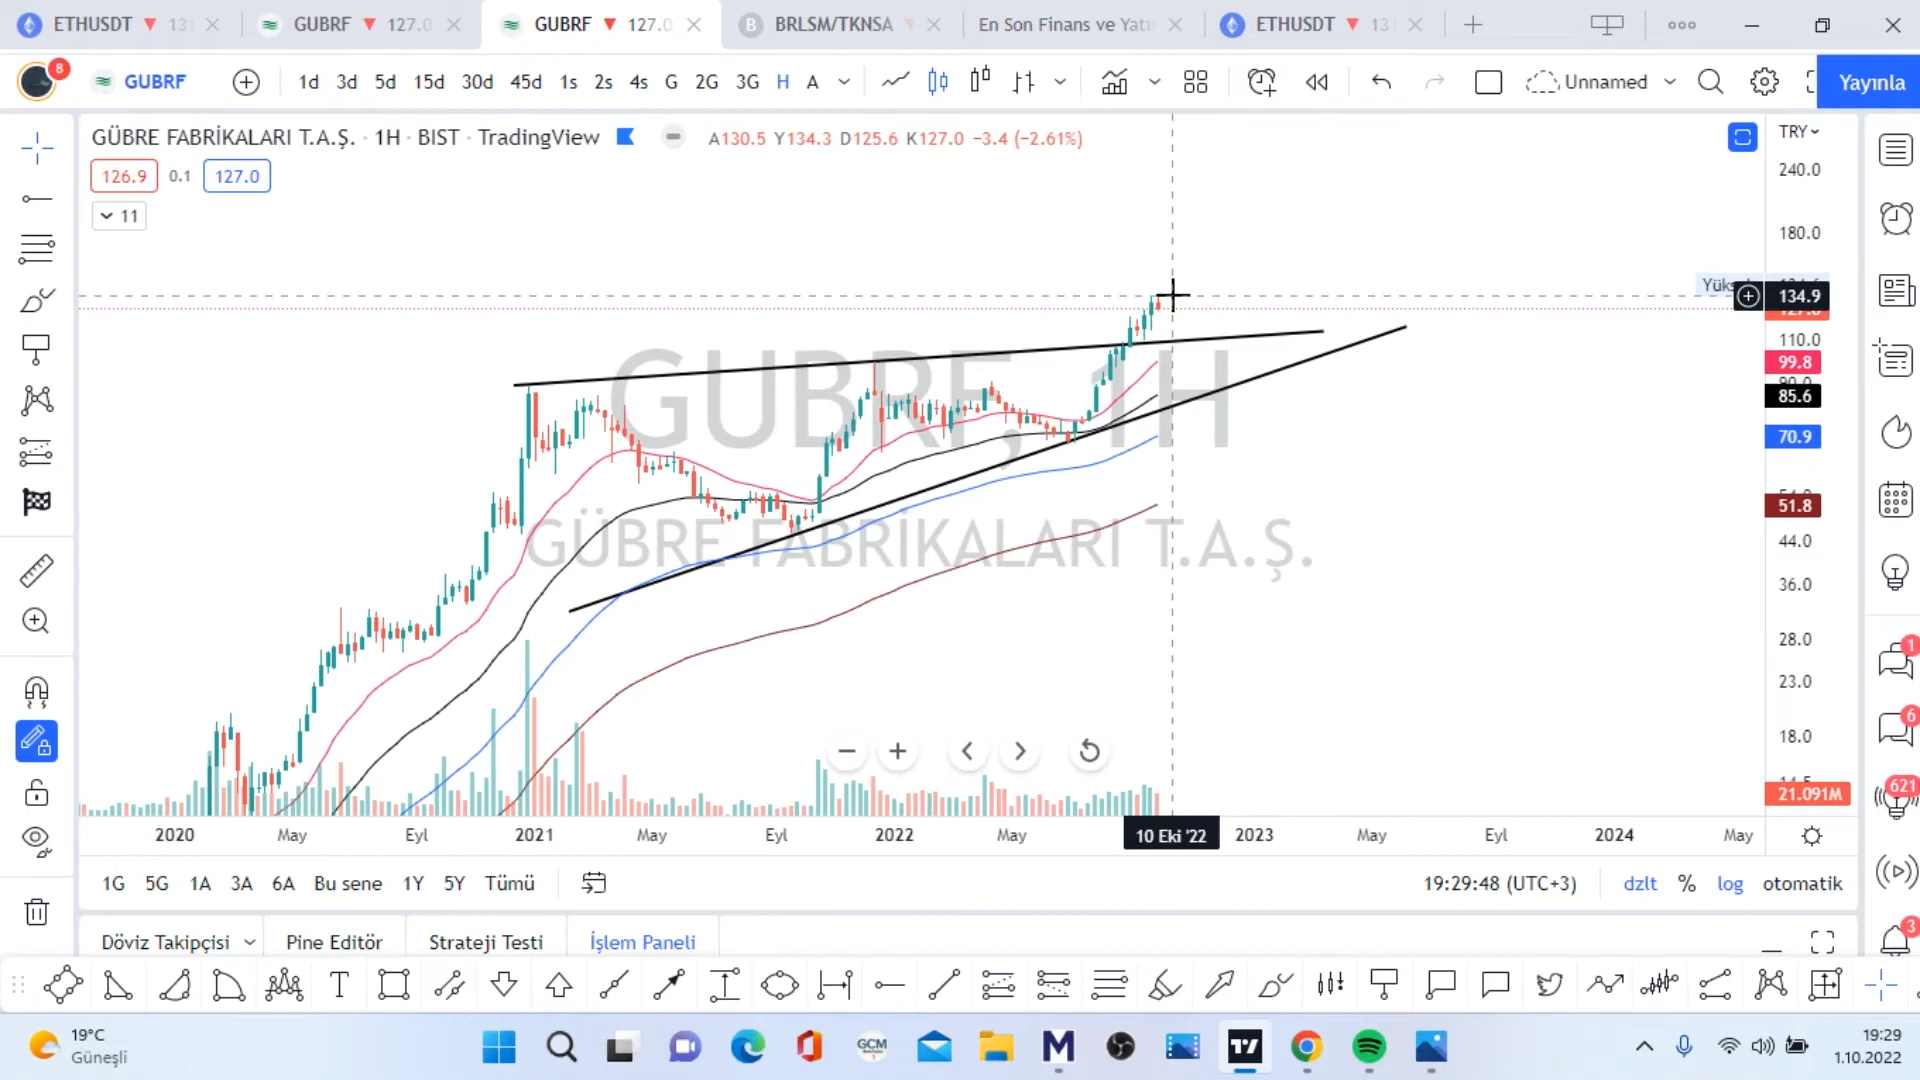 ETHUSDT
GUBRF 127.0
GUBRF 127.0
BRLSM/TKNSA
En Son Finans ve Yatı
ETHUSDT
8
GUBRF
1d 3d 5d 15d 30d 45d 1s 2s 4s G 2G 3G H A
Unnamed
Yayınla
GÜBRE FABRİKALARI T.A.Ş. · 1H · BIST · TradingView
A130.5 Y134.3 D125.6 K127.0 −3.4 (−2.61%)
TRY
126.9 0.1 127.0
11
240.0
180.0
134.9
110.0
99.8
85.6
70.9
51.8
44.0
36.0
28.0
23.0
18.0
21.091M
GUBRF, 1H
GÜBRE FABRİKALARI T.A.Ş.
2020 May Eyl 2021 May Eyl 2022 May 10 Eki '22 2023 May Eyl 2024 May
1G 5G 1A 3A 6A Bu sene 1Y 5Y Tümü
19:29:48 (UTC+3) dzlt % log otomatik
Döviz Takipçisi Pine Editör Strateji Testi İşlem Paneli
1
6
621
3
19°C
Güneşli
GCM
19:29
1.10.2022